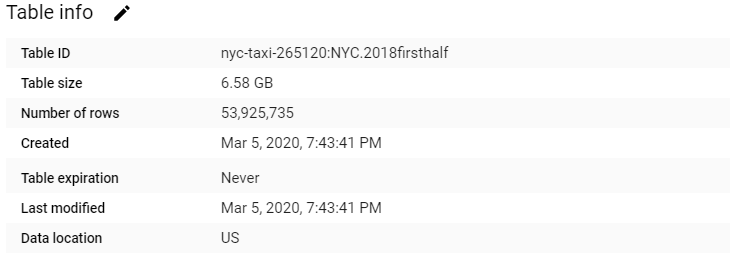 Table info
Table ID nyc-taxi-265120:NYC.2018firsthalf
Table size 6.58 GB
Number of rows 53,925,735
Created Mar 5, 2020, 7:43:41 PM
Table expiration Never
Last modified Mar 5, 2020, 7:43:41 PM
Data location US